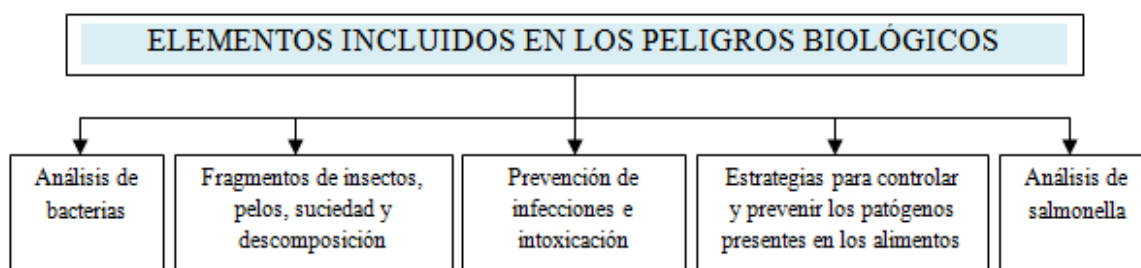 ELEMENTOS INCLUIDOS EN LOS PELIGROS BIOLÓGICOS
Análisis de
bacterias
Fragmentos de insectos,
pelos, suciedad y
descomposición
Prevención de
infecciones e
intoxicación
Estrategias para controlar
y prevenir los patógenos
presentes en los alimentos
Análisis de
salmonella